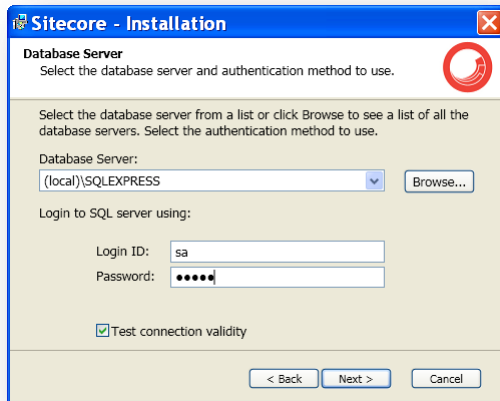 Sitecore - Installation
Database Server
Select the database server and authentication method to use.
Select the database server from a list or click Browse to see a list of all the
database servers. Select the authentication method to use.
Database Server:
(local)\SQLEXPRESS
Browse...
Login to SQL server using:
Login ID: sa
Password: •••••
Test connection validity
< Back Next > Cancel